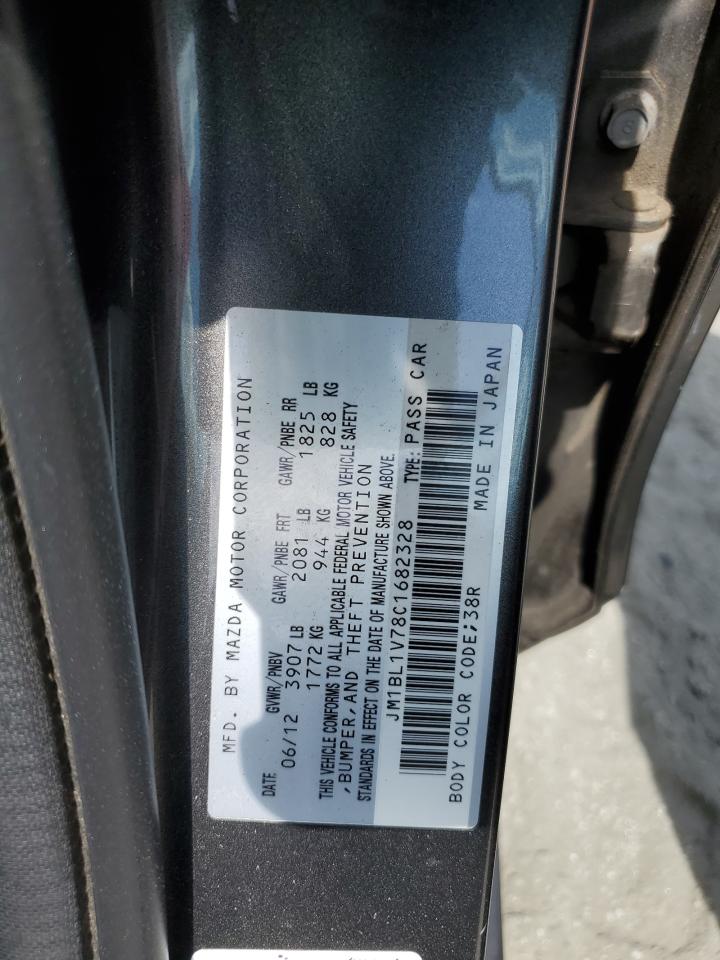 MFD. BY MAZDA MOTOR CORPORATION
DATE GVWR/PNBV GAWR/PNBE FRT GAWR/PNBE RR
06/12 3907 LB 2081 LB 1825 LB
1772 KG 944 KG 828 KG
THIS VEHICLE CONFORMS TO ALL APPLICABLE FEDERAL MOTOR VEHICLE SAFETY
,BUMPER,AND THEFT PREVENTION
STANDARDS IN EFFECT ON THE DATE OF MANUFACTURE SHOWN ABOVE.
JM1BL1V78C1682328 TYPE: PASS CAR
BODY COLOR CODE;38R MADE IN JAPAN
8